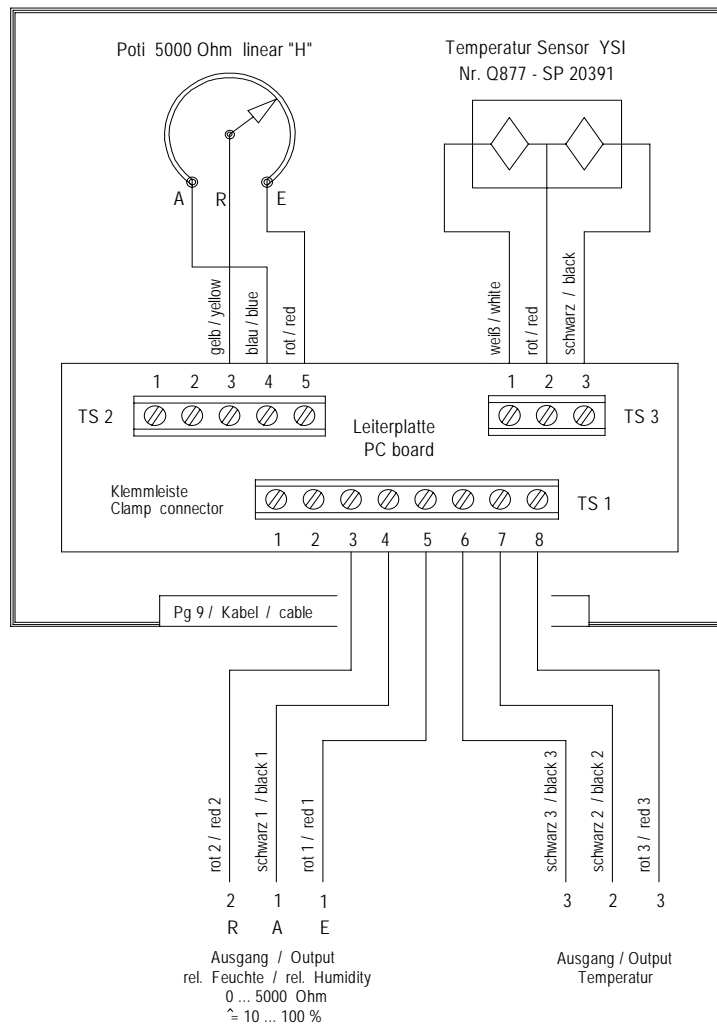 Poti 5000 Ohm linear "H"
Temperatur Sensor YSI
Nr. Q877 - SP 20391
A R E
gelb / yellow
blau / blue
rot / red
weiß / white
rot / red
schwarz / black
1 2 3 4 5
1 2 3
TS 2
TS 3
Leiterplatte
PC board
Klemmleiste
Clamp connector
TS 1
1 2 3 4 5 6 7 8
Pg 9 / Kabel / cable
rot 2 / red 2
schwarz 1 / black 1
rot 1 / red 1
schwarz 3 / black 3
schwarz 2 / black 2
rot 3 / red 3
2 1 1 3 2 3
R A E
Ausgang / Output
rel. Feuchte / rel. Humidity
0 ... 5000 Ohm
^= 10 ... 100 %
Ausgang / Output
Temperatur